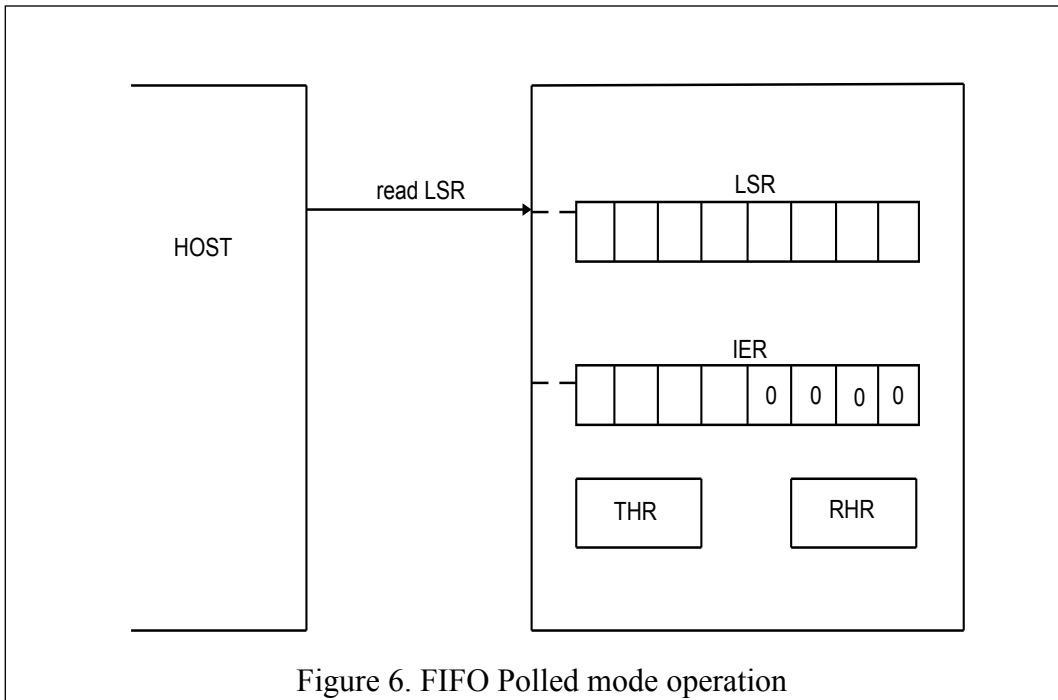 read LSR
LSR
HOST
IER
0 0 0 0
THR
RHR
Figure 6. FIFO Polled mode operation